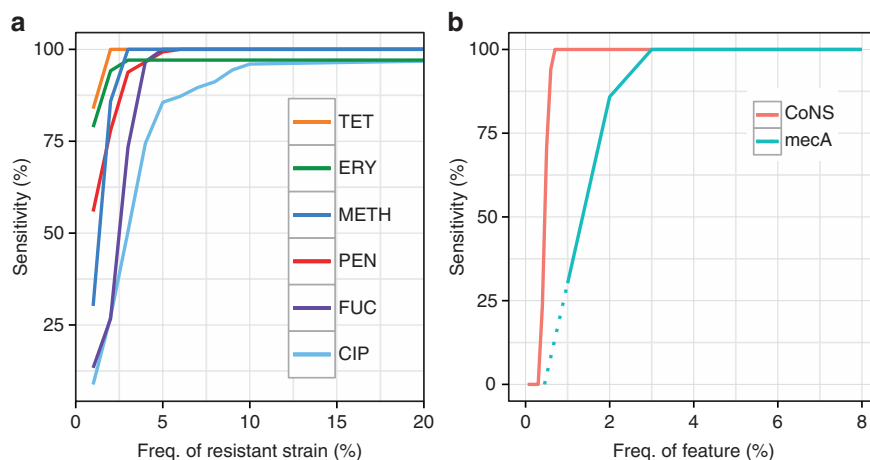 a
100
75
50
25
Sensitivity (%)
0
5
10
15
20
Freq. of resistant strain (%)
TET
ERY
METH
PEN
FUC
CIP
b
100
75
50
25
0
Sensitivity (%)
0
2
4
6
8
Freq. of feature (%)
CoNS
mecA